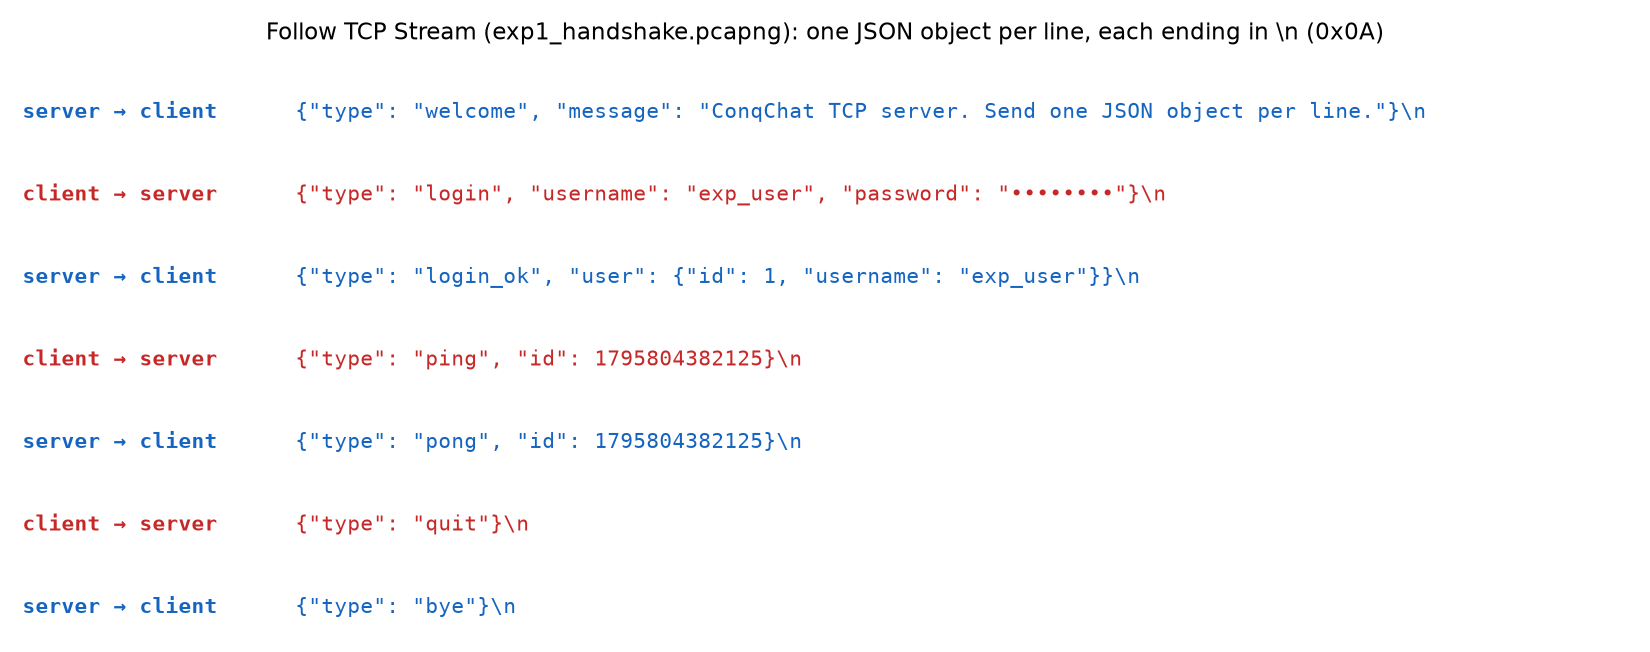 Follow TCP Stream (exp1_handshake.pcapng): one JSON object per line, each ending in \n (0x0A)
server → client {"type": "welcome", "message": "ConqChat TCP server. Send one JSON object per line."}\n
client → server {"type": "login", "username": "exp_user", "password": "••••••••"}\n
server → client {"type": "login_ok", "user": {"id": 1, "username": "exp_user"}}\n
client → server {"type": "ping", "id": 1795804382125}\n
server → client {"type": "pong", "id": 1795804382125}\n
client → server {"type": "quit"}\n
server → client {"type": "bye"}\n